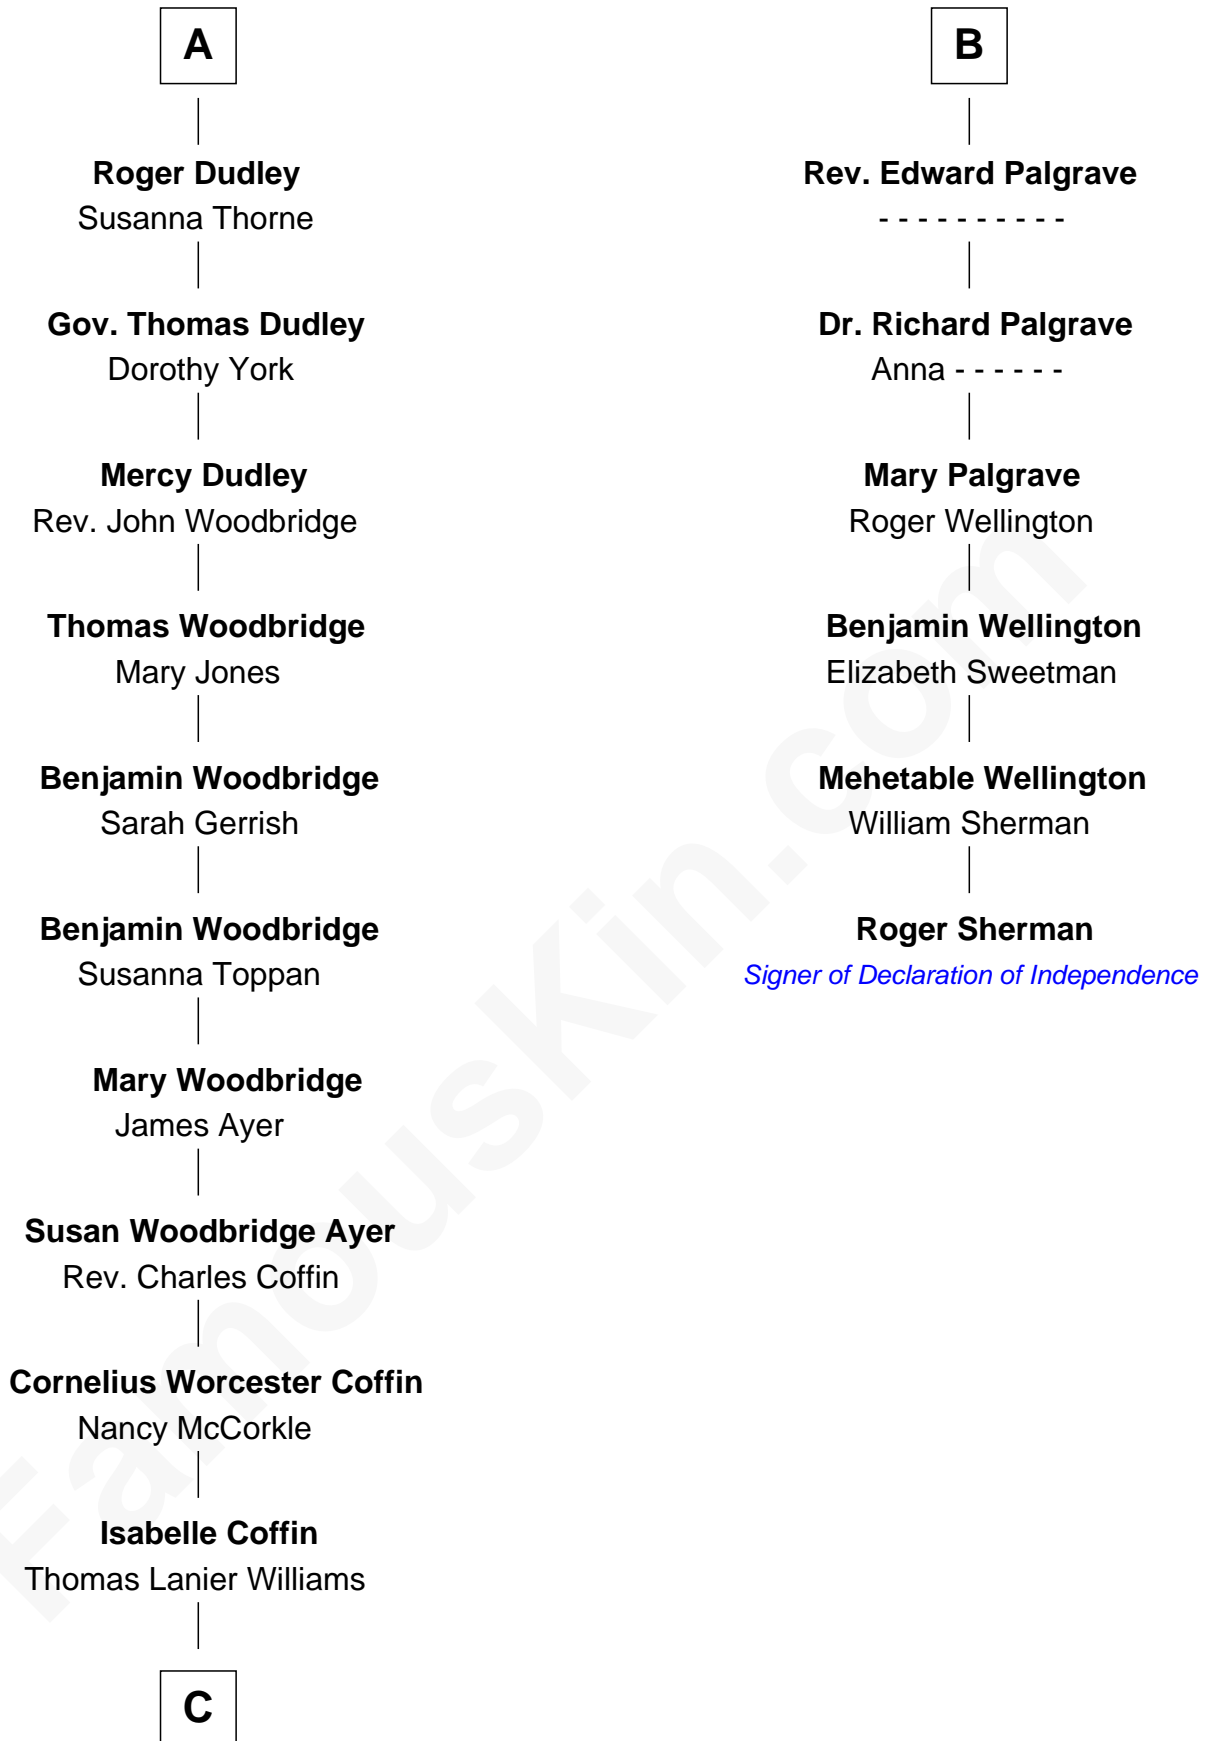 A
Roger Dudley
Susanna Thorne
Gov. Thomas Dudley
Dorothy York
Mercy Dudley
Rev. John Woodbridge
Thomas Woodbridge
Mary Jones
Benjamin Woodbridge
Sarah Gerrish
Benjamin Woodbridge
Susanna Toppan
Mary Woodbridge
James Ayer
Susan Woodbridge Ayer
Rev. Charles Coffin
Cornelius Worcester Coffin
Nancy McCorkle
Isabelle Coffin
Thomas Lanier Williams
C
B
Rev. Edward Palgrave
- - - - - - - - - -
Dr. Richard Palgrave
Anna - - - - - -
Mary Palgrave
Roger Wellington
Benjamin Wellington
Elizabeth Sweetman
Mehetable Wellington
William Sherman
Roger Sherman
Signer of Declaration of Independence
FamousKin.com